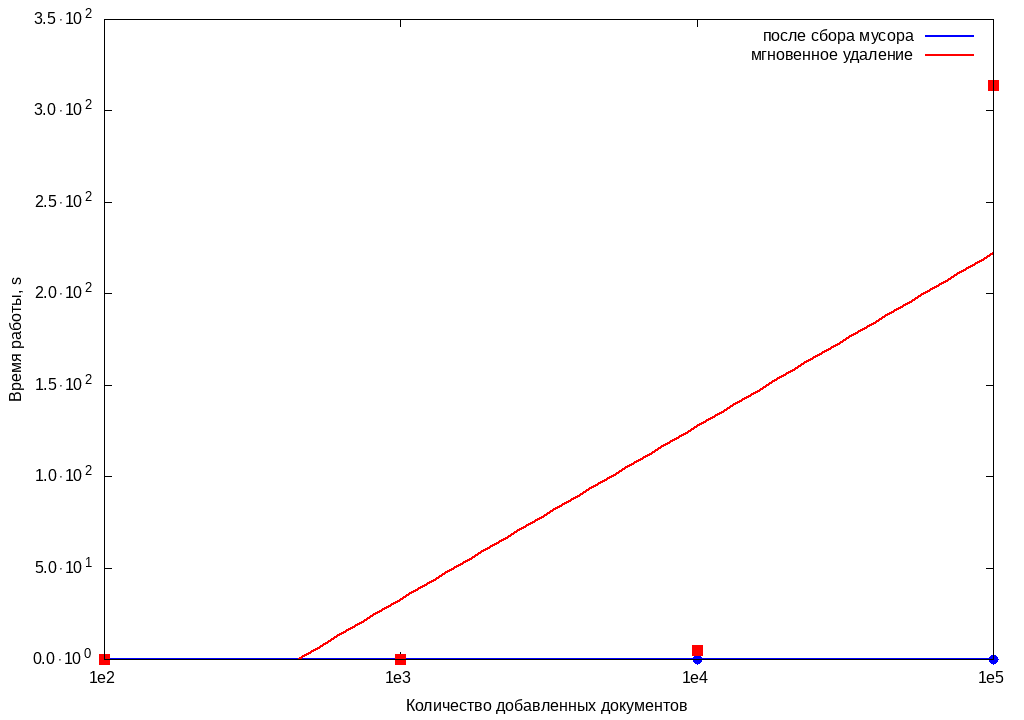 3.5·10²
3.0·10²
2.5·10²
2.0·10²
1.5·10²
1.0·10²
5.0·10¹
0.0·10⁰
Время работы, s
после сбора мусора
мгновенное удаление
1e2 1e3 1e4 1e5
Количество добавленных документов